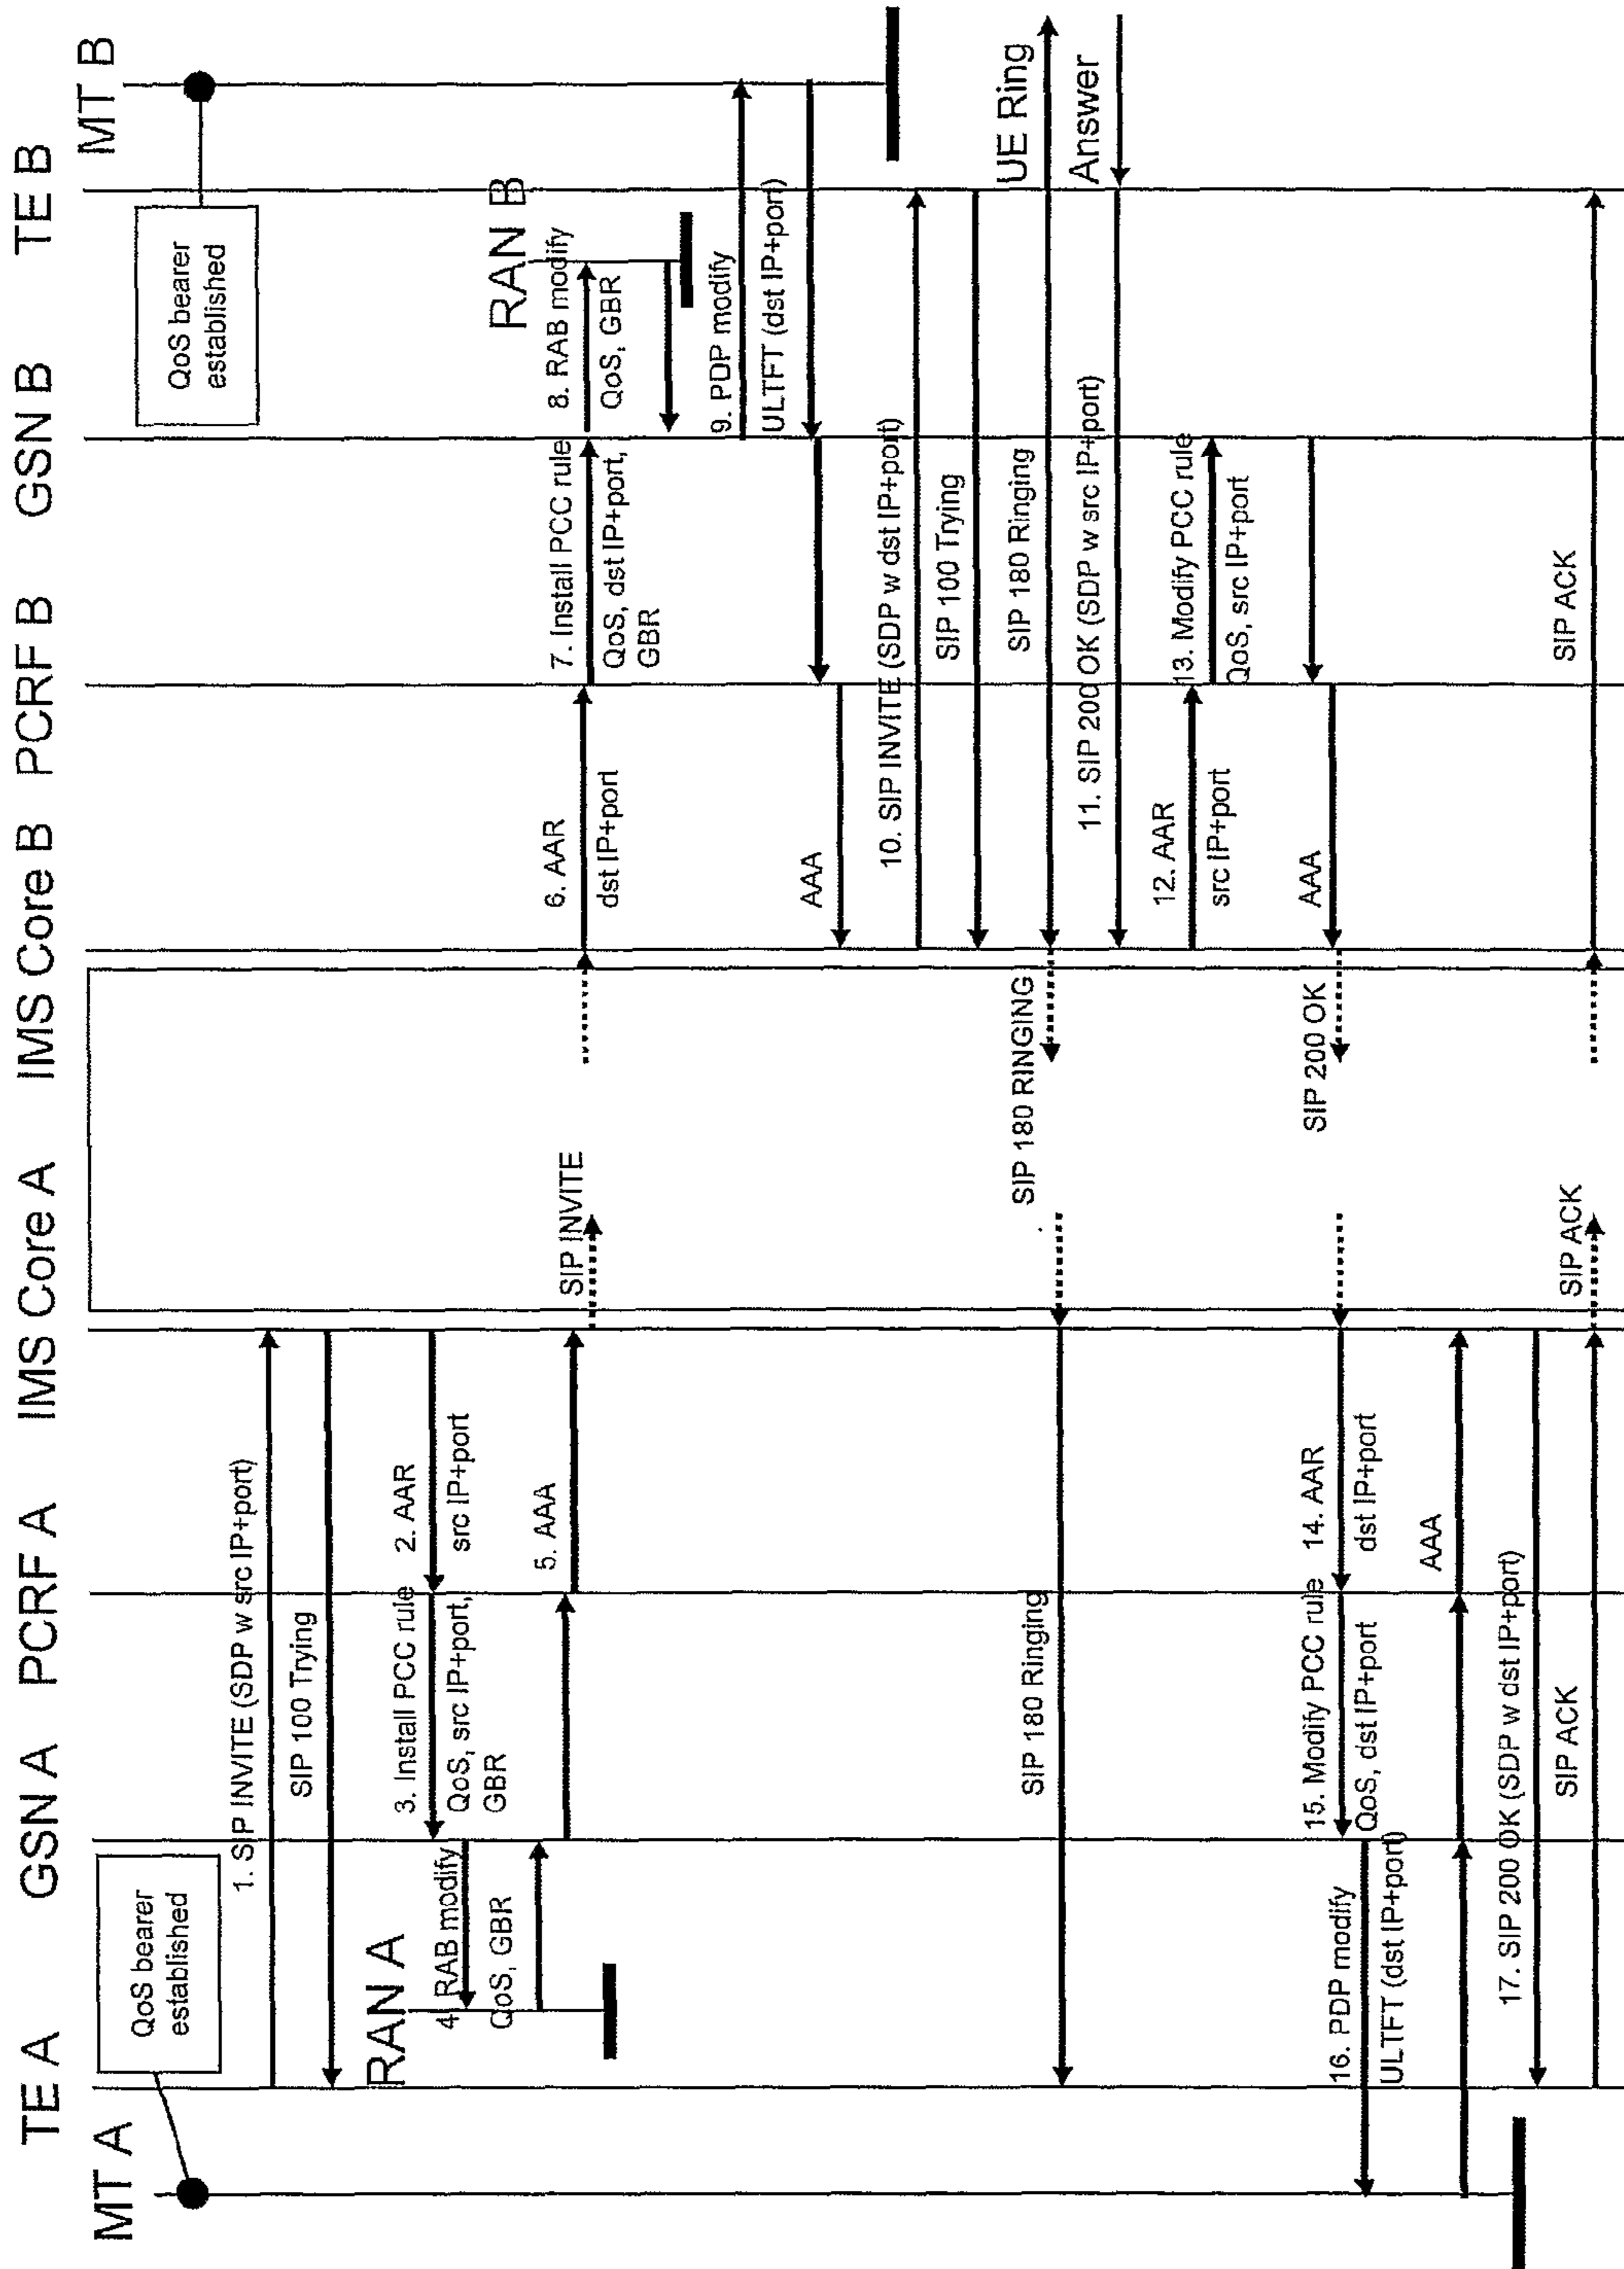 MT A
TE A
GSN A
PCRF A
IMS Core A
IMS Core B
PCRF B
GSN B
TE B
MT B
QoS bearer
established
QoS bearer
established
1. SIP INVITE (SDP w src IP+port)
SIP 100 Trying
RAN A
3. Install PCC rule
QoS, src IP+port,
GBR
2. AAR
src IP+port
4. RAB modify
QoS, GBR
5. AAA
SIP INVITE
6. AAR
dst IP+port
7. Install PCC rule
QoS, dst IP+port,
GBR
RAN B
8. RAB modify
QoS, GBR
9. PDP modify
ULTFT (dst IP+port)
AAA
10. SIP INVITE (SDP w dst IP+port)
SIP 100 Trying
UE Ring
SIP 180 Ringing
SIP 180 RINGING
SIP 180 Ringing
Answer
11. SIP 200 OK (SDP w src IP+port)
12. AAR
src IP+port
13. Modify PCC rule
QoS, src IP+port
AAA
SIP 200 OK
14. AAR
dst IP+port
15. Modify PCC rule
QoS, dst IP+port
16. PDP modify
ULTFT (dst IP+port)
AAA
17. SIP 200 OK (SDP w dst IP+port)
SIP ACK
SIP ACK
SIP ACK